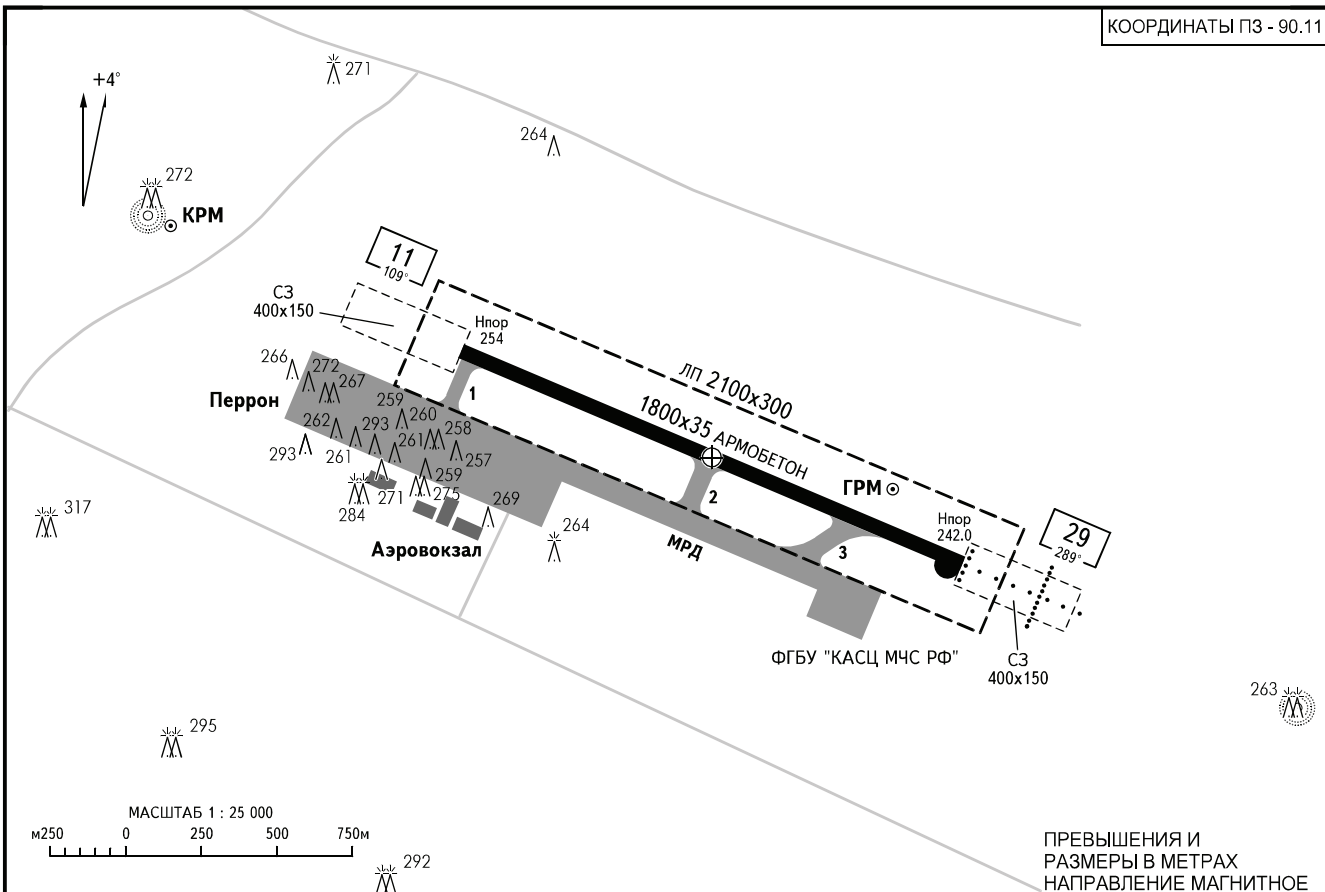 КООРДИНАТЫ ПЗ - 90.11
+4°
271
264
272
КРМ
11
109°
СЗ
400x150
Нпор
254
ЛП 2100x300
1800x35 АРМОБЕТОН
266
272
267
Перрон
259
260
258
262
293
261
257
293
261
259
271
275
284
269
264
317
Аэровокзал
1
2
3
МРД
ГРМ
Нпор
242.0
29
289°
ФГБУ "КАСЦ МЧС РФ"
СЗ
400x150
263
295
МАСШТАБ 1 : 25 000
м250 0 250 500 750м
292
ПРЕВЫШЕНИЯ И
РАЗМЕРЫ В МЕТРАХ
НАПРАВЛЕНИЕ МАГНИТНОЕ